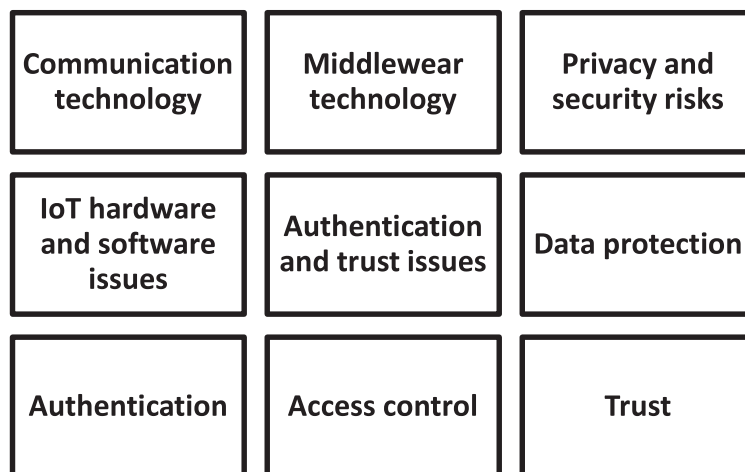 Communication
technology
Middlewear
technology
Privacy and
security risks
IoT hardware
and software
issues
Authentication
and trust issues
Data protection
Authentication
Access control
Trust